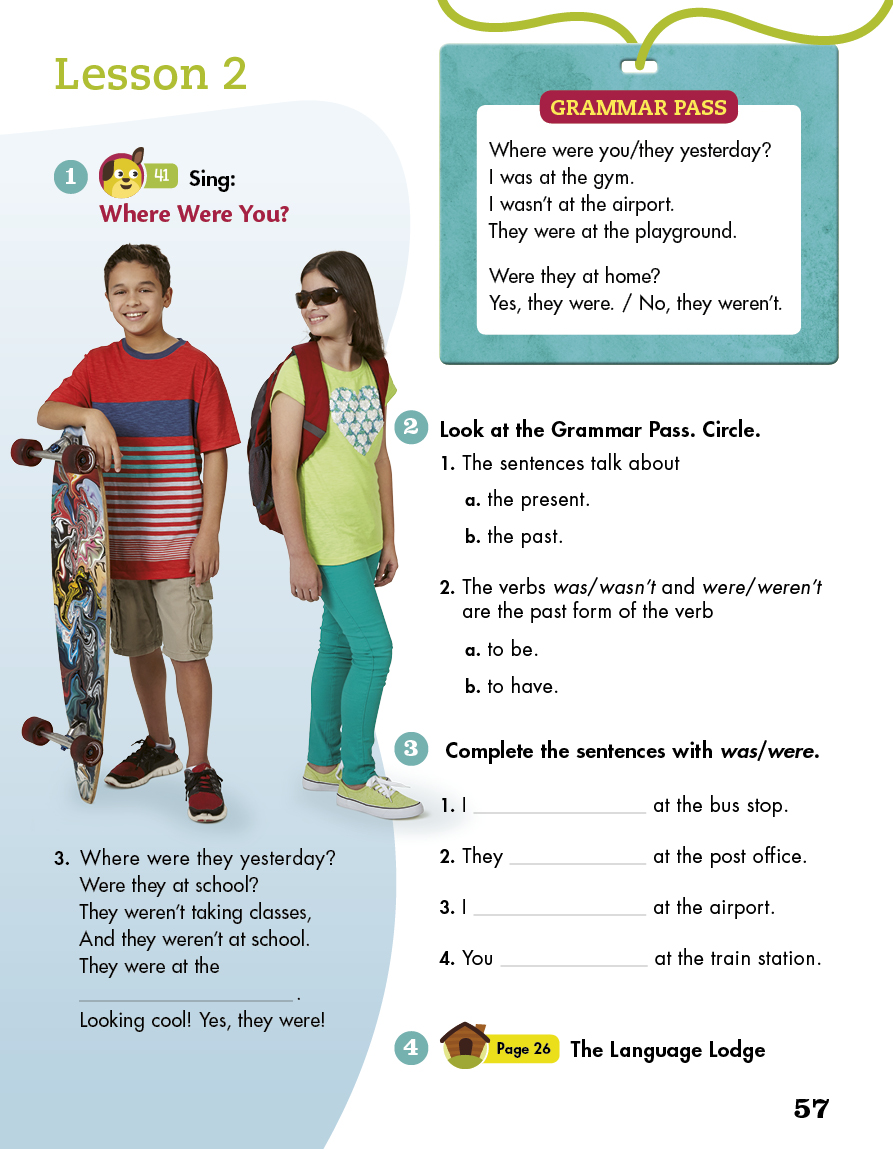 Lesson 2
1
41
Sing:
Where Were You?
3. Where were they yesterday?
Were they at school?
They weren't taking classes,
And they weren't at school.
They were at the
.
Looking cool! Yes, they were!
GRAMMAR PASS
Where were you/they yesterday?
I was at the gym.
I wasn't at the airport.
They were at the playground.
Were they at home?
Yes, they were. / No, they weren't.
2 Look at the Grammar Pass. Circle.
1. The sentences talk about
a. the present.
b. the past.
2. The verbs was/wasn't and were/weren't
are the past form of the verb
a. to be.
b. to have.
3 Complete the sentences with was/were.
1. I ____________ at the bus stop.
2. They ____________ at the post office.
3. I ____________ at the airport.
4. You ____________ at the train station.
4 Page 26 The Language Lodge
57